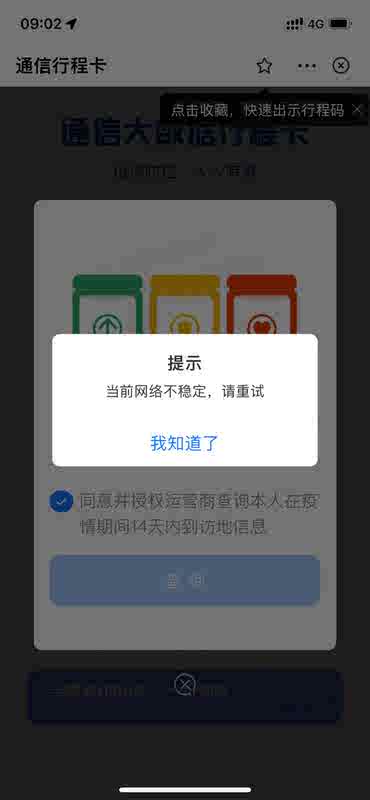 09:02
4G
通信行程卡
点击收藏，快速出示行程码
通信大数据行程卡
提示
当前网络不稳定，请重试
我知道了
同意并授权运营商查询本人在疫
情期间14天内到访地信息
查 询